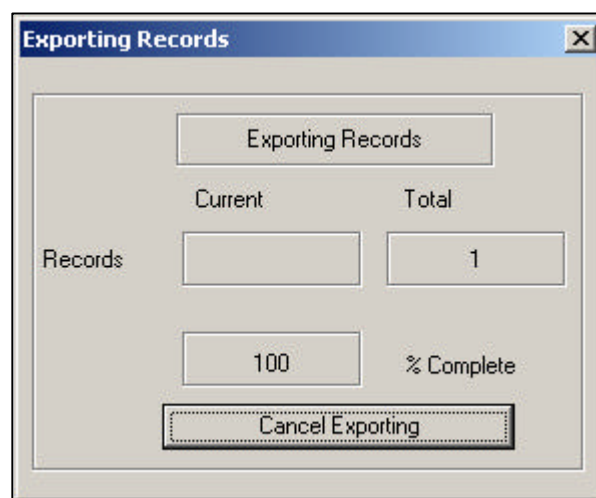 Exporting Records
Exporting Records
Current Total
Records 1
100 % Complete
Cancel Exporting